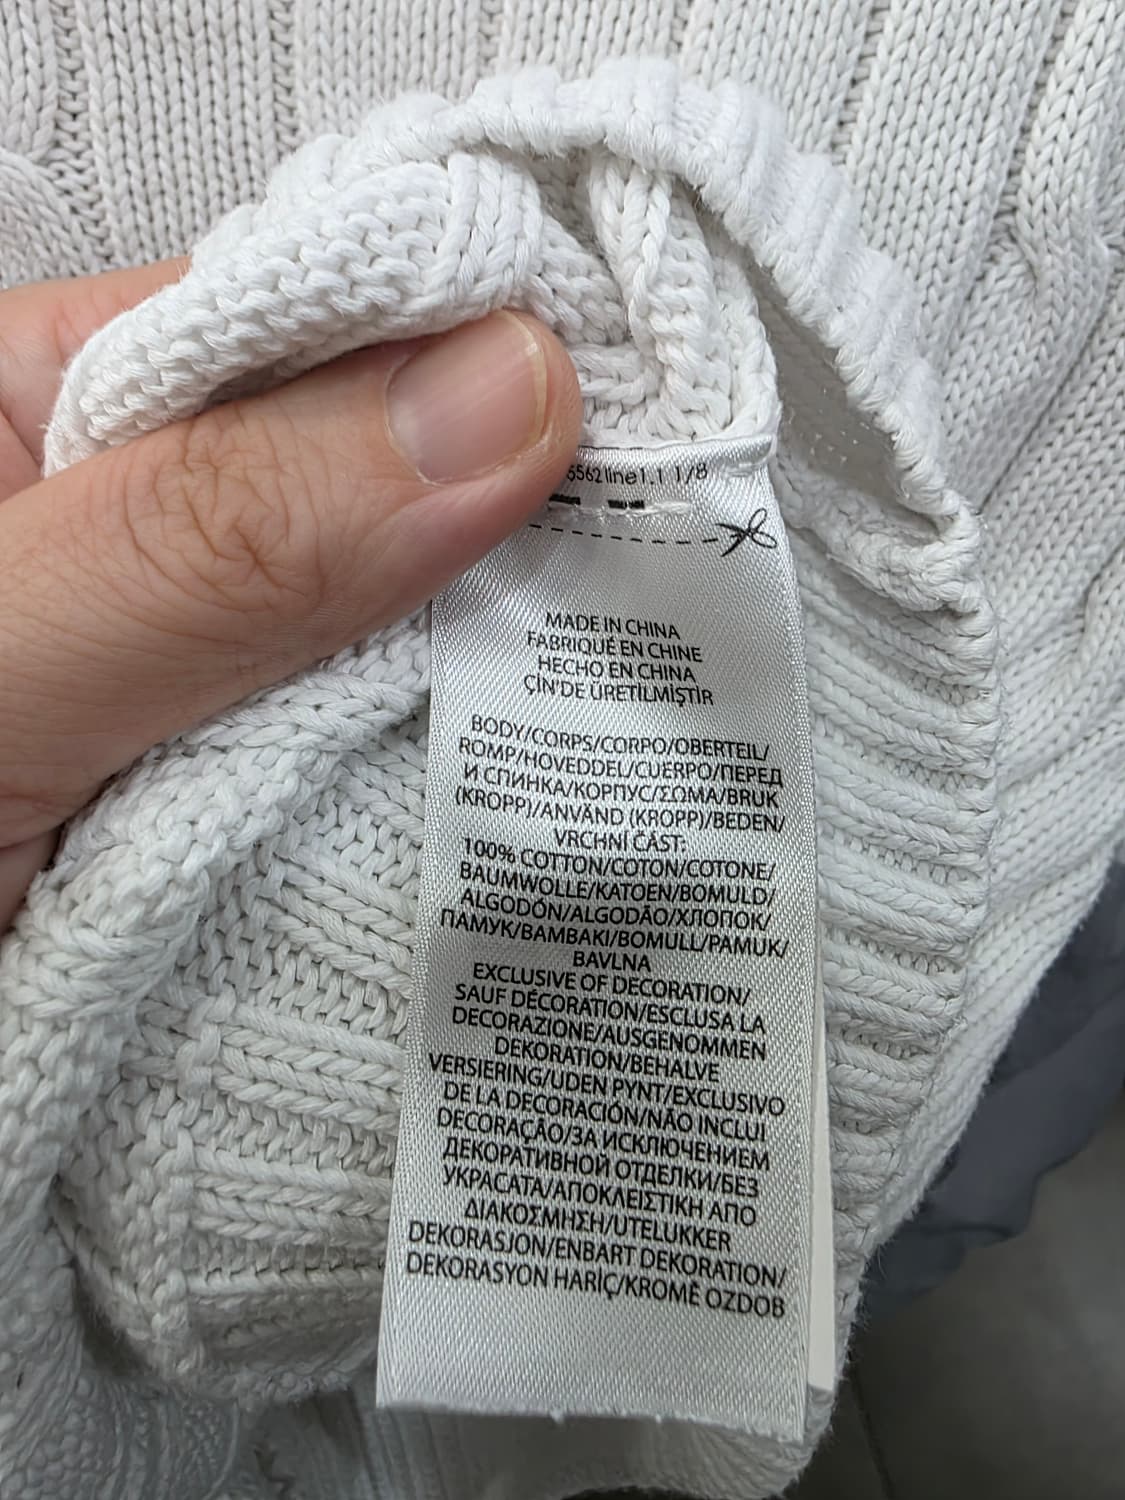 6562line1.1 1/8
MADE IN CHINA
FABRIQUÉ EN CHINE
HECHO EN CHINA
ÇİN'DE ÜRETİLMİŞTİR
BODY/CORPS/CORPO/OBERTEIL/
ROMP/HOVEDDEL/CUERPO/ПЕРЕД
И СПИНКА/КОРПУС/ΣΩΜΑ/BRUK
(KROPP)/ANVÄND (KROPP)/BEDEN/
VRCHNÍ ČÁST:
100% COTTON/COTON/COTONE/
BAUMWOLLE/KATOEN/BOMULD/
ALGODÓN/ALGODÃO/ХЛОПОК/
ПАМУК/ΒΑΜΒΑΚΙ/BOMULL/PAMUK/
BAVLNA
EXCLUSIVE OF DECORATION/
SAUF DÉCORATION/ESCLUSA LA
DECORAZIONE/AUSGENOMMEN
DEKORATION/BEHALVE
VERSIERING/UDEN PYNT/EXCLUSIVO
DE LA DECORACIÓN/NÃO INCLUI
DECORAÇÃO/ЗА ИСКЛЮЧЕНИЕМ
ДЕКОРАТИВНОЙ ОТДЕЛКИ/БЕЗ
УКРАСАТА/ΑΠΟΚΛΕΙΣΤΙΚΗ ΑΠΟ
ΔΙΑΚΟΣΜΗΣΗ/UTELUKKER
DEKORASJON/ENBART DEKORATION/
DEKORASYON HARİÇ/KROMĚ OZDOB